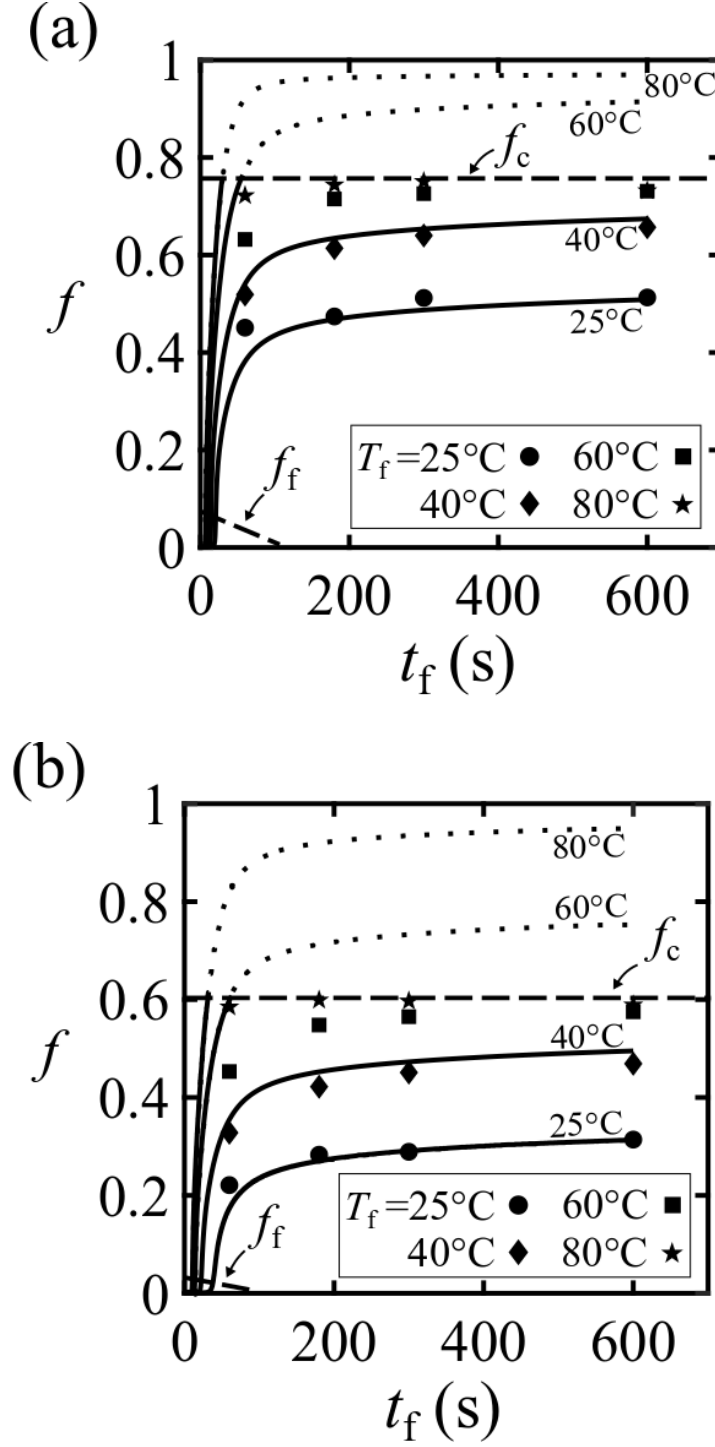 (a)
1
80°C
60°C
0.8
f_c
0.6
40°C
f
25°C
0.4
T_f=25°C ● 60°C ■
0.2
f_f
40°C ♦ 80°C ★
0
0 200 400 600
t_f (s)
(b)
1
80°C
0.8
60°C
f_c
0.6
40°C
f
0.4
25°C
0.2
T_f=25°C ● 60°C ■
f_f
40°C ♦ 80°C ★
0
0 200 400 600
t_f (s)